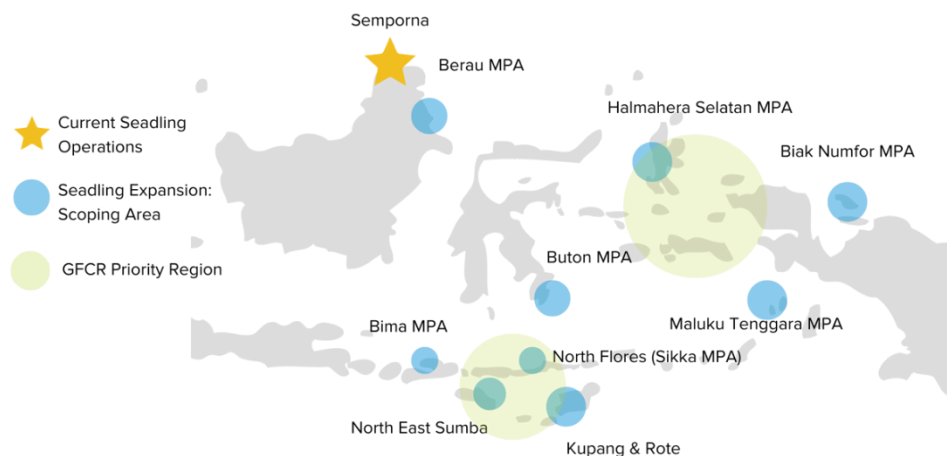 Semporna
Berau MPA
Halmahera Selatan MPA
Current Seadling
Operations
Biak Numfor MPA
Seadling Expansion:
Scoping Area
Buton MPA
GFCR Priority Region
Maluku Tenggara MPA
Bima MPA
North Flores (Sikka MPA)
North East Sumba
Kupang & Rote